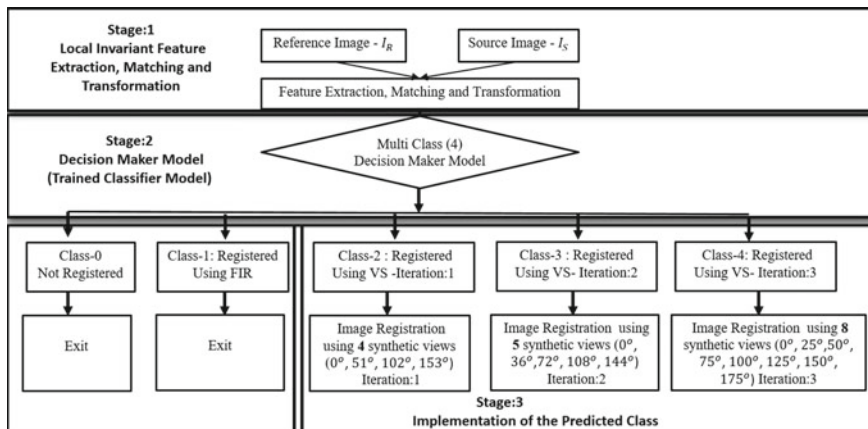 Stage:1
Local Invariant Feature
Extraction, Matching and
Transformation
Reference Image - I_R
Source Image - I_S
Feature Extraction, Matching and Transformation
Stage:2
Decision Maker Model
(Trained Classifier Model)
Multi Class (4)
Decision Maker Model
Class-0
Not Registered
Class-1: Registered
Using FIR
Class-2 : Registered
Using VS -Iteration:1
Class-3 : Registered
Using VS- Iteration:2
Class-4: Registered
Using VS- Iteration:3
Exit
Exit
Image Registration
using 4 synthetic views
(0°, 51°, 102°, 153°)
Iteration:1
Image Registration using
5 synthetic views (0°,
36°,72°, 108°, 144°)
Iteration:2
Image Registration using 8
synthetic views (0°, 25°,50°,
75°, 100°, 125°, 150°,
175°) Iteration:3
Stage:3
Implementation of the Predicted Class